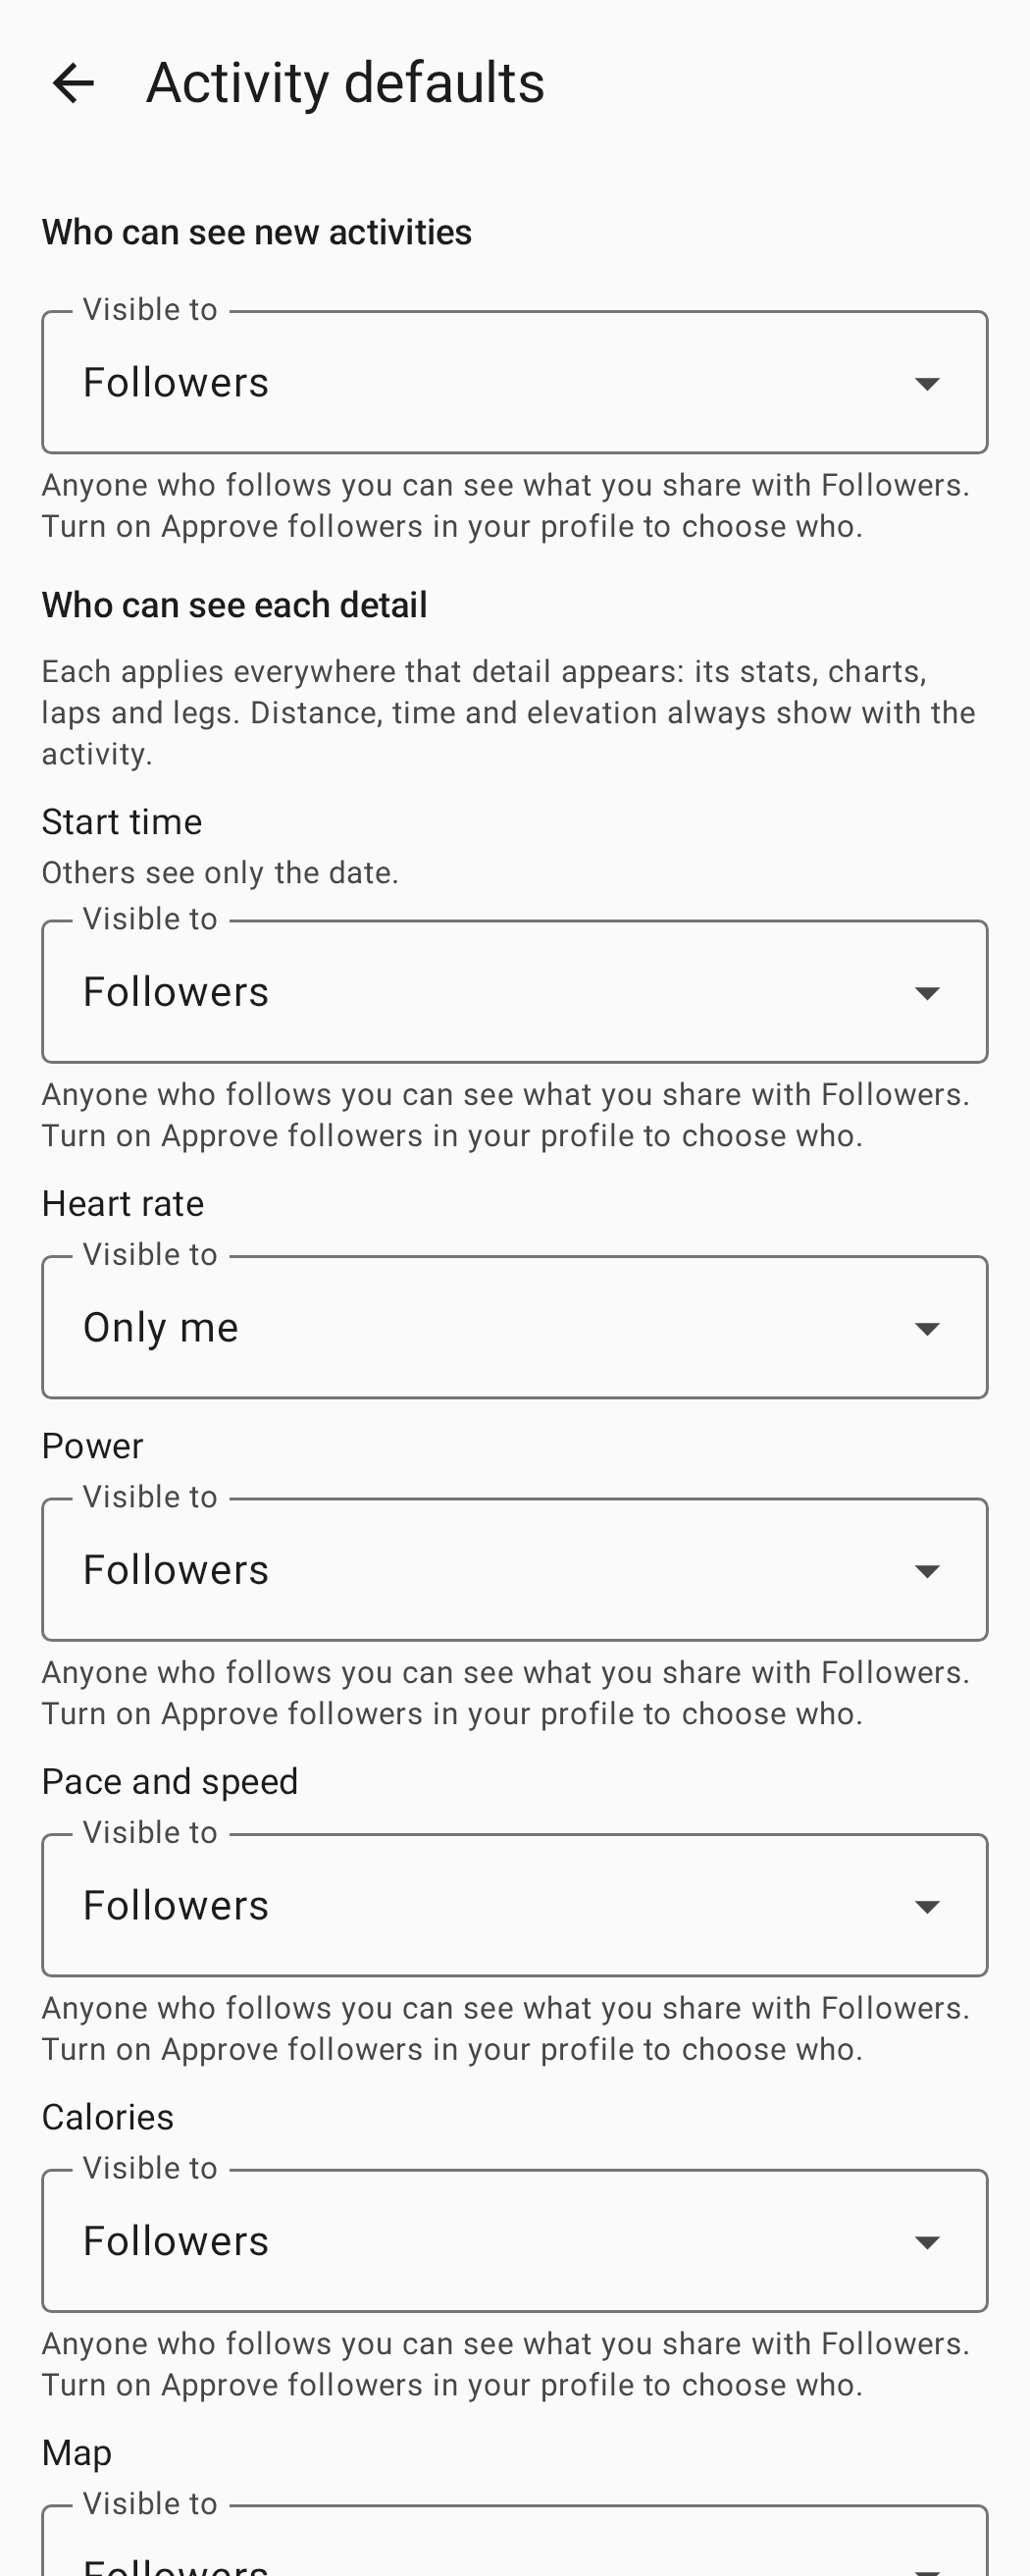 Activity defaults
Who can see new activities
Visible to
Followers
Anyone who follows you can see what you share with Followers.
Turn on Approve followers in your profile to choose who.
Who can see each detail
Each applies everywhere that detail appears: its stats, charts,
laps and legs. Distance, time and elevation always show with the
activity.
Start time
Others see only the date.
Visible to
Followers
Anyone who follows you can see what you share with Followers.
Turn on Approve followers in your profile to choose who.
Heart rate
Visible to
Only me
Power
Visible to
Followers
Anyone who follows you can see what you share with Followers.
Turn on Approve followers in your profile to choose who.
Pace and speed
Visible to
Followers
Anyone who follows you can see what you share with Followers.
Turn on Approve followers in your profile to choose who.
Calories
Visible to
Followers
Anyone who follows you can see what you share with Followers.
Turn on Approve followers in your profile to choose who.
Map
Visible to
Followers